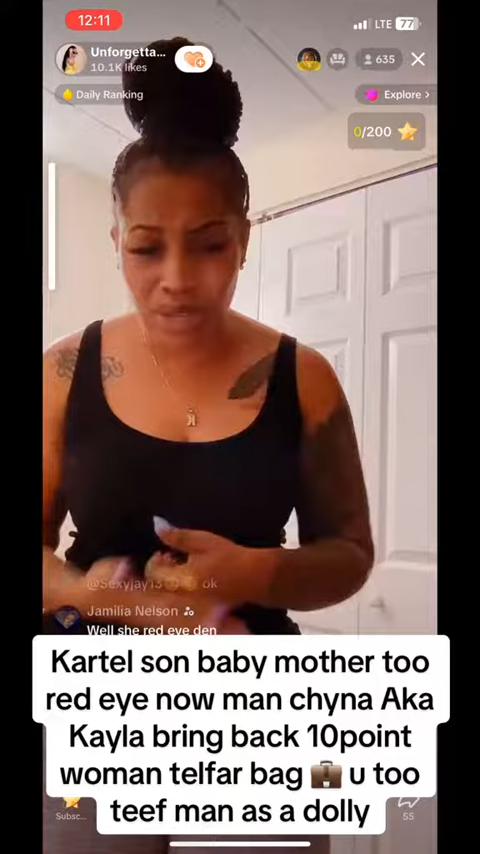 12:11
LTE 77
Unforgetta...
10.1K likes
635
Daily Ranking
Explore >
0/200
@Sexyjay13 ok
Jamilia Nelson
Well she red eye den
Kartel son baby mother too
red eye now man chyna Aka
Kayla bring back 10point
woman telfar bag 💼 u too
teef man as a dolly
Subsc...
55